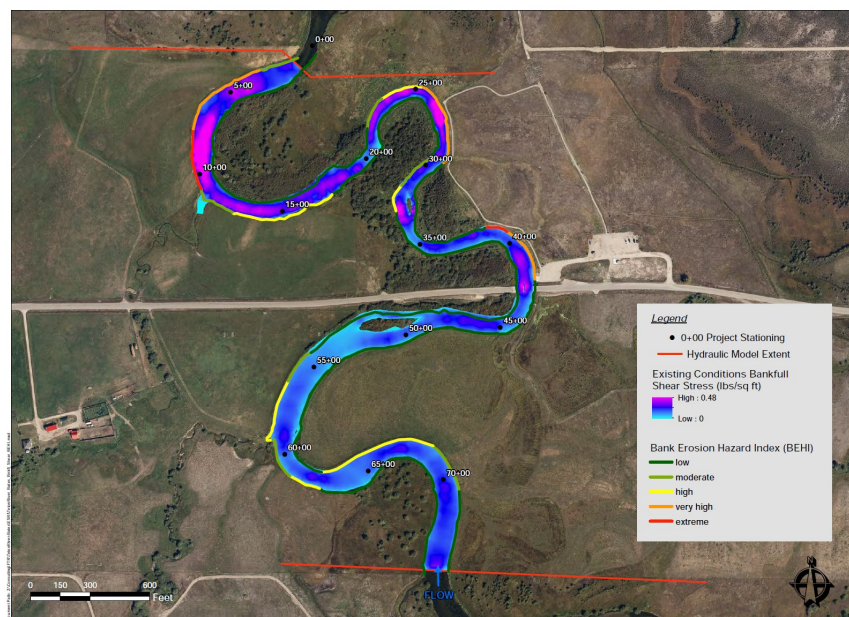 0+00
5+00
25+00
20+00
30+00
10+00
15+00
35+00
40+00
45+00
50+00
55+00
60+00
65+00
70+00
FLOW
0 150 300 600
Feet
Legend
0+00 Project Stationing
Hydraulic Model Extent
Existing Conditions Bankfull
Shear Stress (lbs/sq ft)
High : 0.48
Low : 0
Bank Erosion Hazard Index (BEHI)
low
moderate
high
very high
extreme